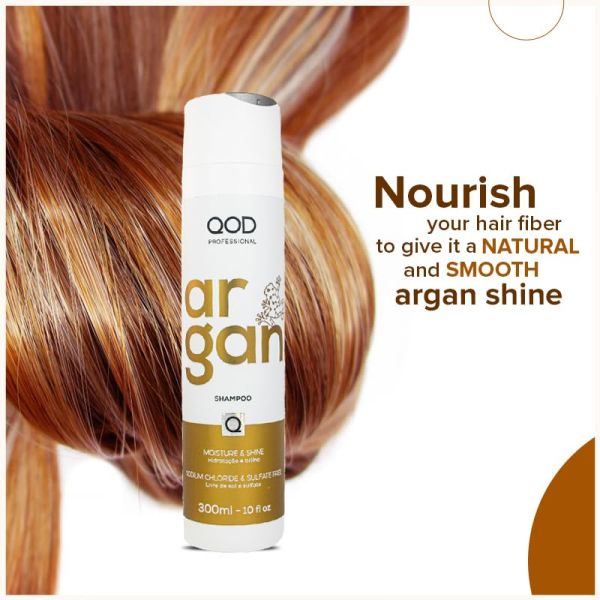 QOD
PROFESSIONAL
ar
gan
SHAMPOO
Q
MOISTURE & SHINE
Hidratação e brilho
SODIUM CHLORIDE & SULFATE FREE
Livre de sal e sulfato
300ml - 10 fl oz
Nourish
your hair fiber
to give it a NATURAL
and SMOOTH
argan shine